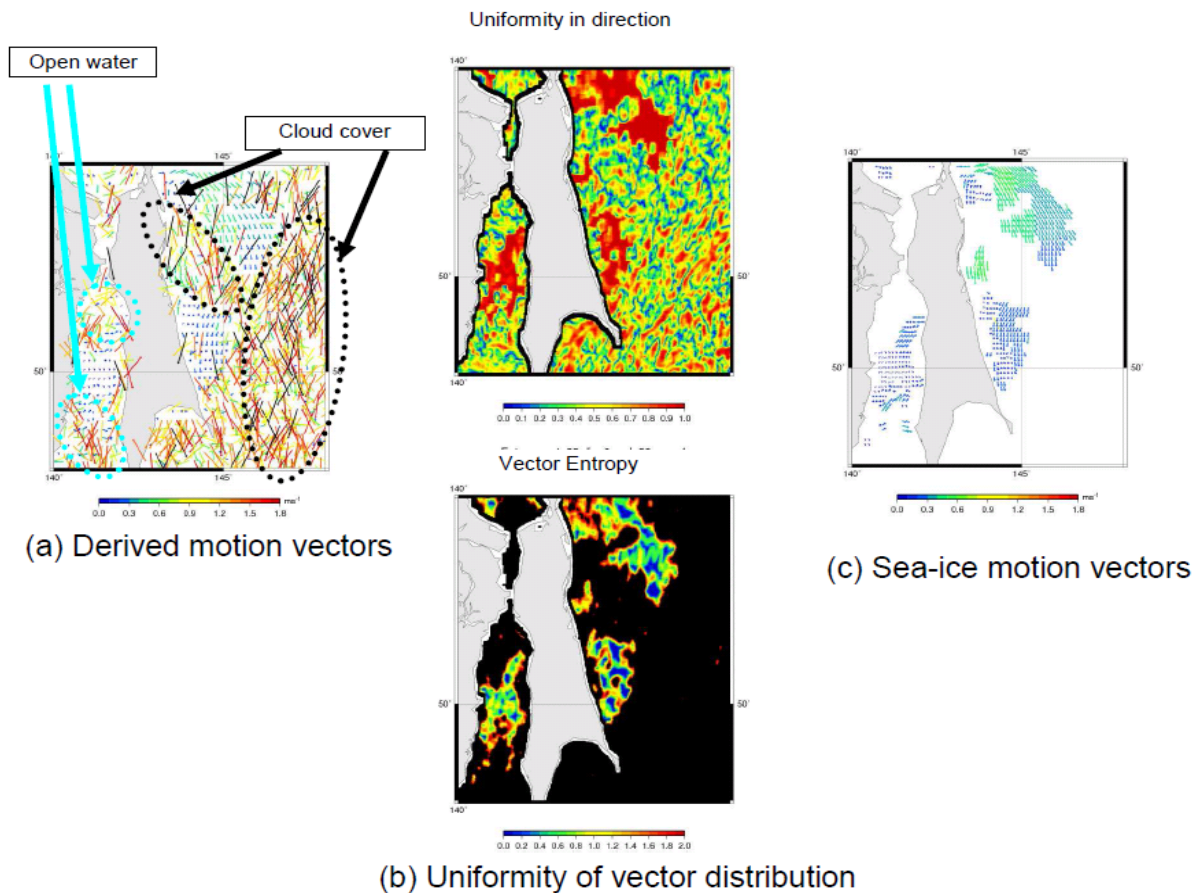 Uniformity in direction
Open water
Cloud cover
140˚
145˚
50˚
50˚
140˚
145˚
0.0 0.3 0.6 0.9 1.2 1.5 1.8
ms⁻¹
(a) Derived motion vectors
140˚
50˚
140˚
0.0 0.1 0.2 0.3 0.4 0.5 0.6 0.7 0.8 0.9 1.0
Vector Entropy
140˚
50˚
140˚
0.0 0.2 0.4 0.6 0.8 1.0 1.2 1.4 1.6 1.8 2.0
(b) Uniformity of vector distribution
140˚
145˚
50˚
50˚
140˚
145˚
0.0 0.3 0.6 0.9 1.2 1.5 1.8
ms⁻¹
(c) Sea-ice motion vectors